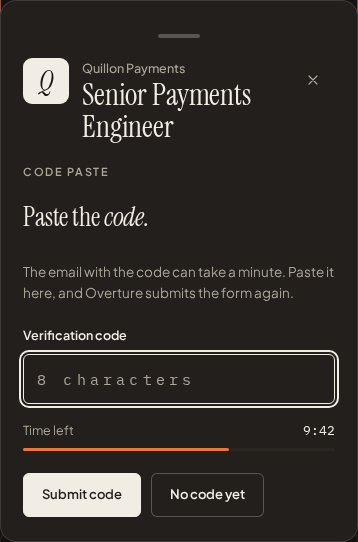 Q
Quillon Payments
Senior Payments
Engineer
CODE PASTE
Paste the code.
The email with the code can take a minute. Paste it
here, and Overture submits the form again.
Verification code
8 characters
Time left 9:42
Submit code No code yet